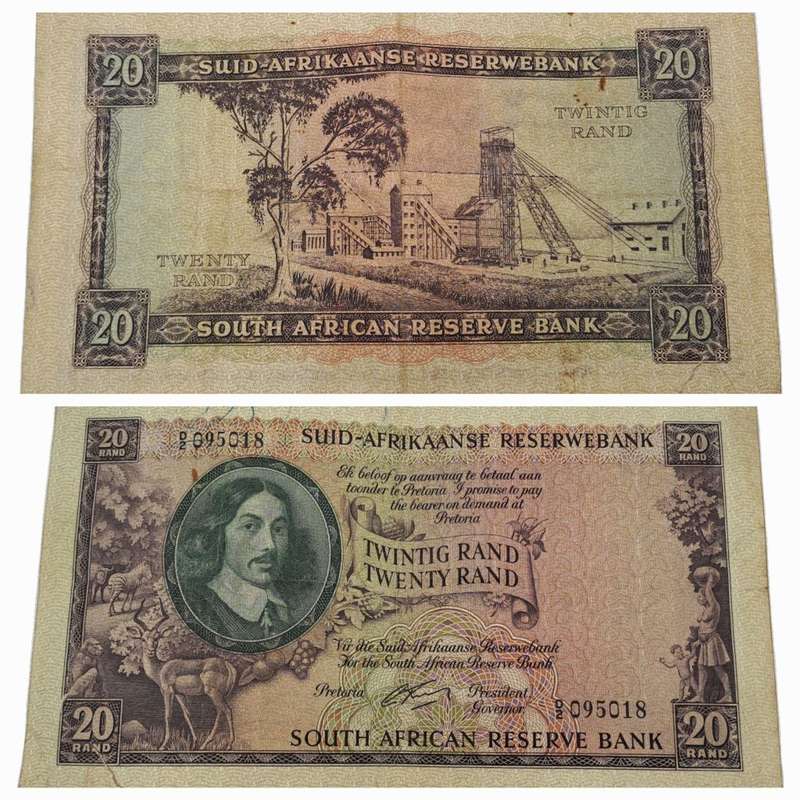 20 SUID-AFRIKAANSE RESERWEBANK 20
TWINTIG
RAND
TWENTY
RAND
20 SOUTH AFRICAN RESERVE BANK 20
20 RAND D/2 095018 SUID-AFRIKAANSE RESERWEBANK 20 RAND
Ek beloof op aanvraag te betaal aan
toonder te Pretoria I promise to pay
the bearer on demand at
Pretoria
TWINTIG RAND
TWENTY RAND
Vir die Suid Afrikaanse Reserwebank
For the South African Reserve Bank
Pretoria President
Governor D/2 095018
20 RAND SOUTH AFRICAN RESERVE BANK 20 RAND